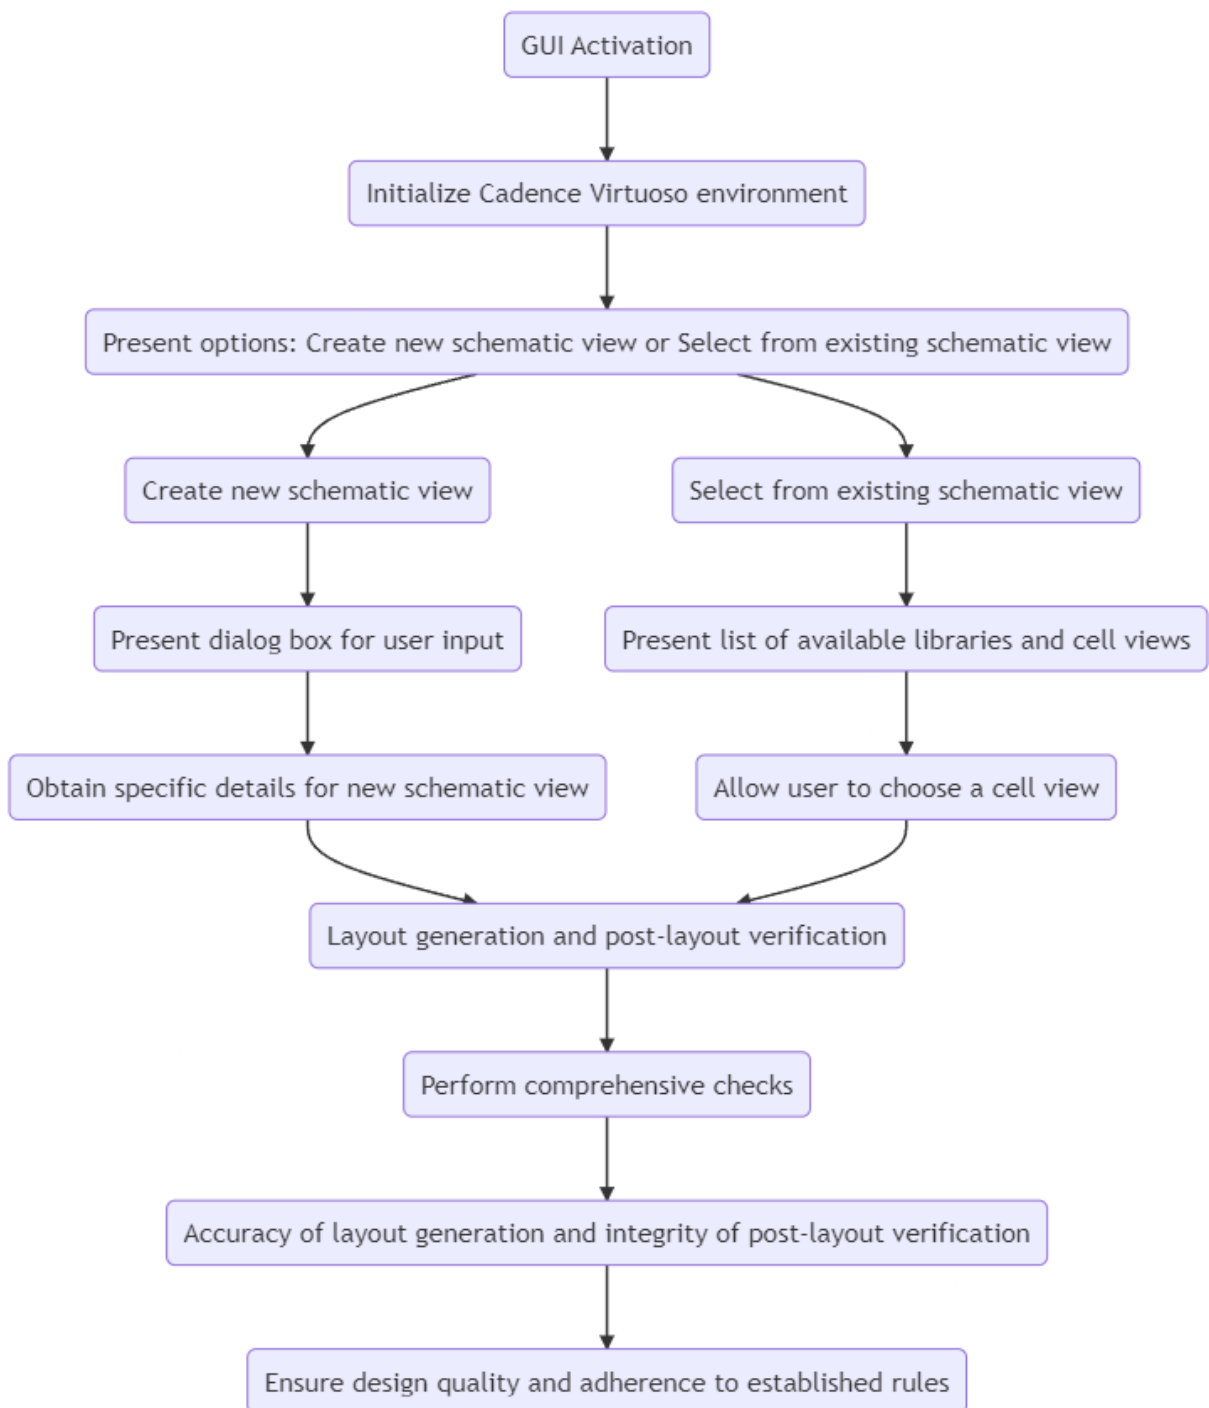 GUI Activation
Initialize Cadence Virtuoso environment
Present options: Create new schematic view or Select from existing schematic view
Create new schematic view
Select from existing schematic view
Present dialog box for user input
Present list of available libraries and cell views
Obtain specific details for new schematic view
Allow user to choose a cell view
Layout generation and post-layout verification
Perform comprehensive checks
Accuracy of layout generation and integrity of post-layout verification
Ensure design quality and adherence to established rules